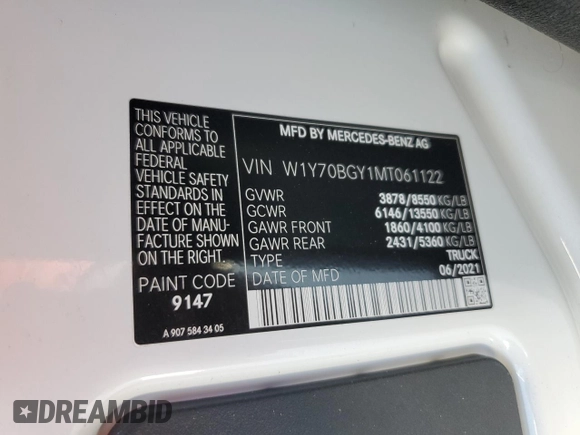 THIS VEHICLE
CONFORMS TO
ALL APPLICABLE
FEDERAL
VEHICLE SAFETY
STANDARDS IN
EFFECT ON THE
DATE OF MANU-
FACTURE SHOWN
ON THE RIGHT.
PAINT CODE
9147
A 907 584 34 05
MFD BY MERCEDES-BENZ AG
VIN W1Y70BGY1MT061122
GVWR 3878/8550 KG/LB
GCWR 6146/13550 KG/LB
GAWR FRONT 1860/4100 KG/LB
GAWR REAR 2431/5360 KG/LB
TYPE TRUCK
DATE OF MFD 06/2021
DREAMBID